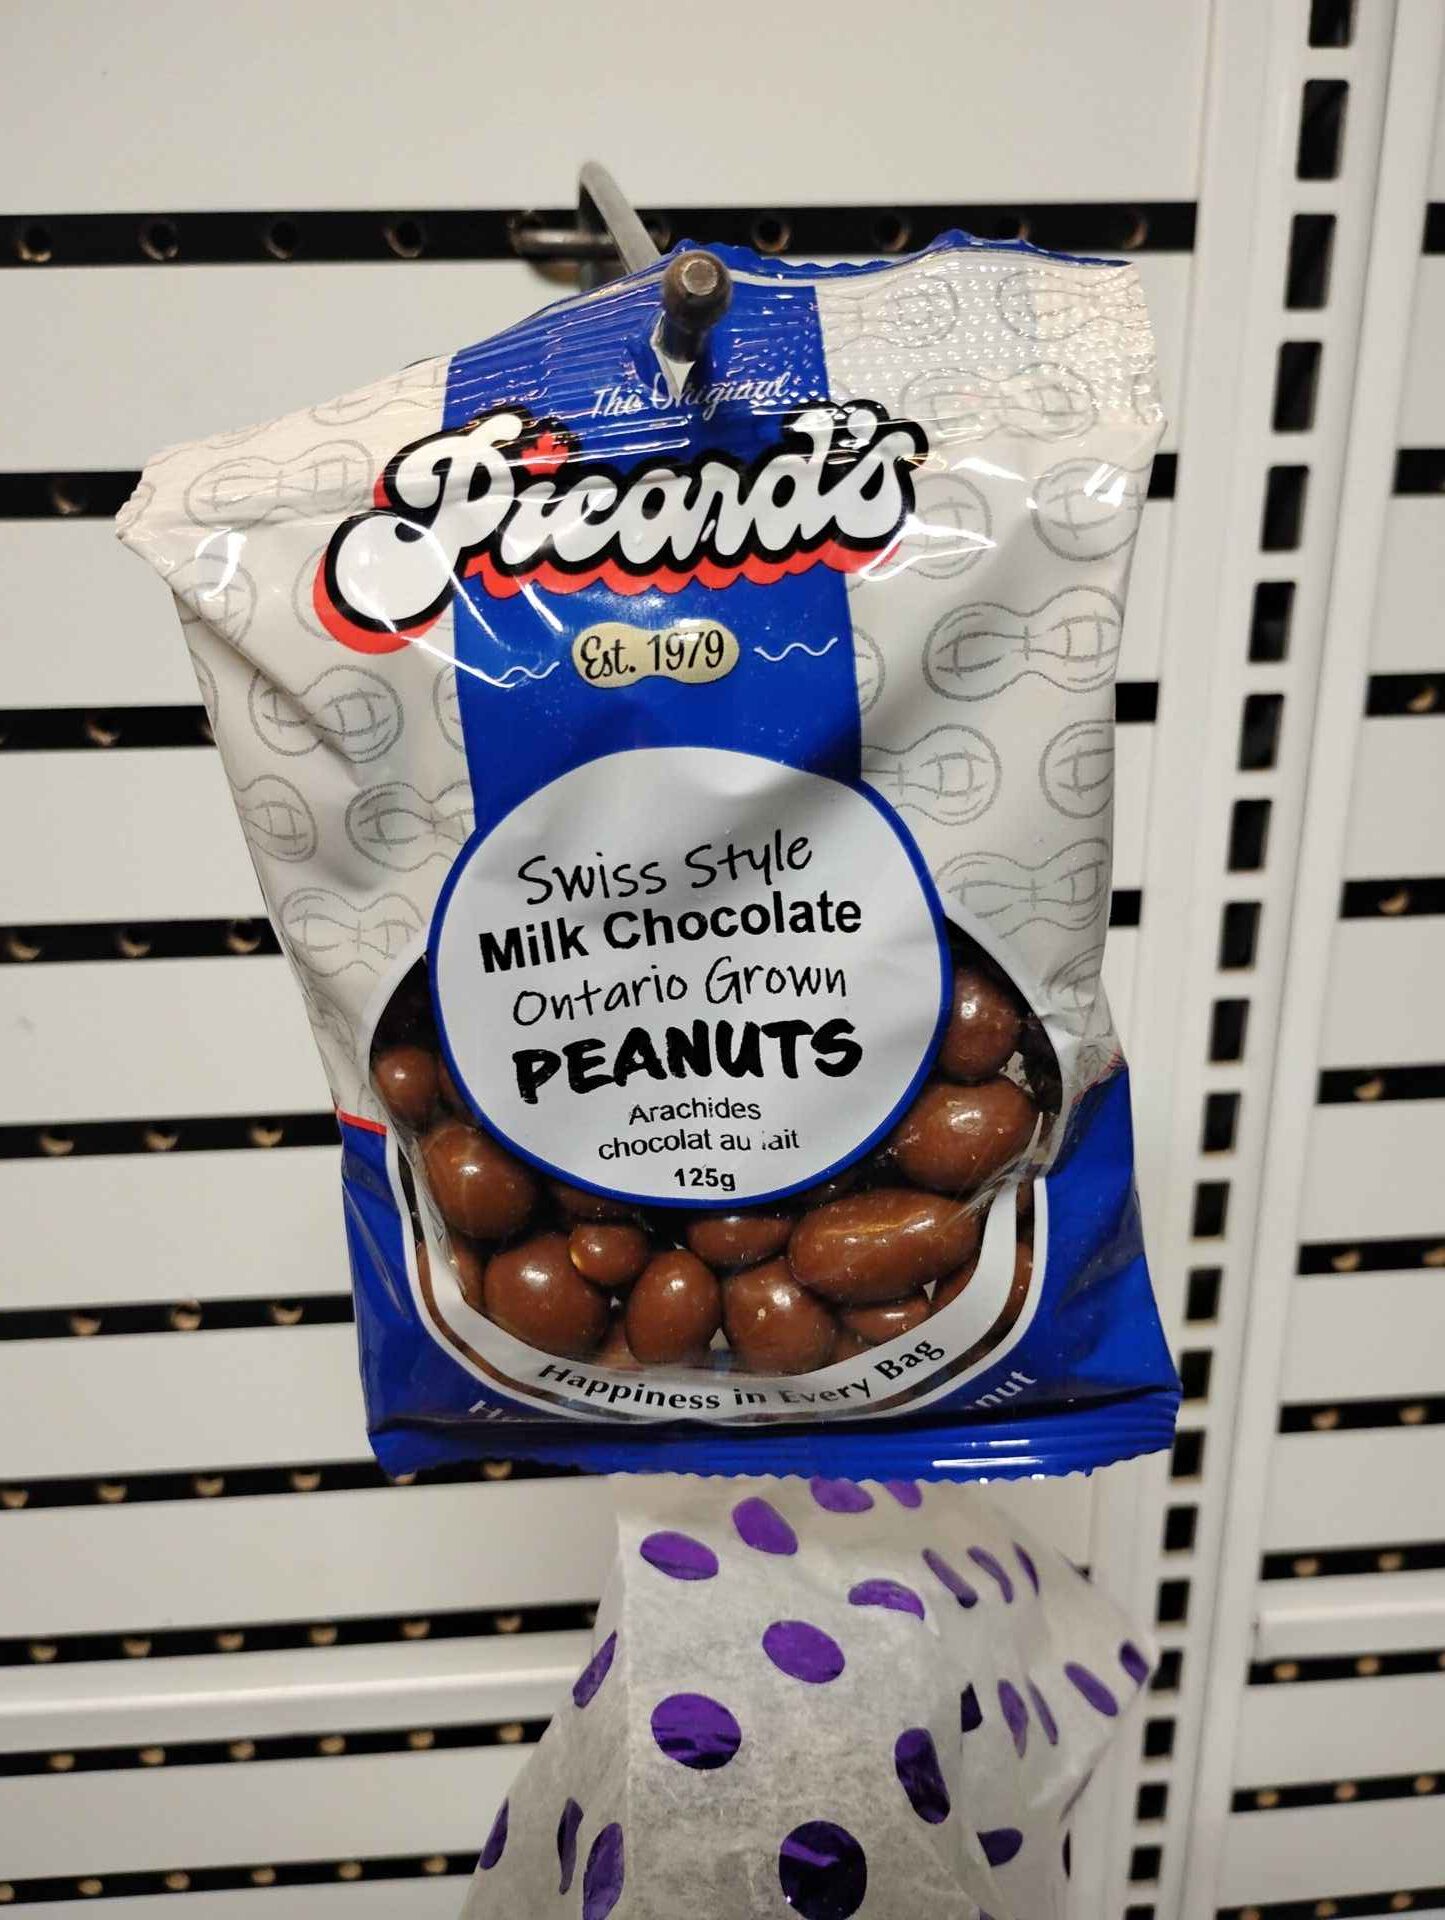 The Original
Picard's
Est. 1979
Swiss Style
Milk Chocolate
Ontario Grown
PEANUTS
Arachides
chocolat au lait
125g
Happiness in Every Bag